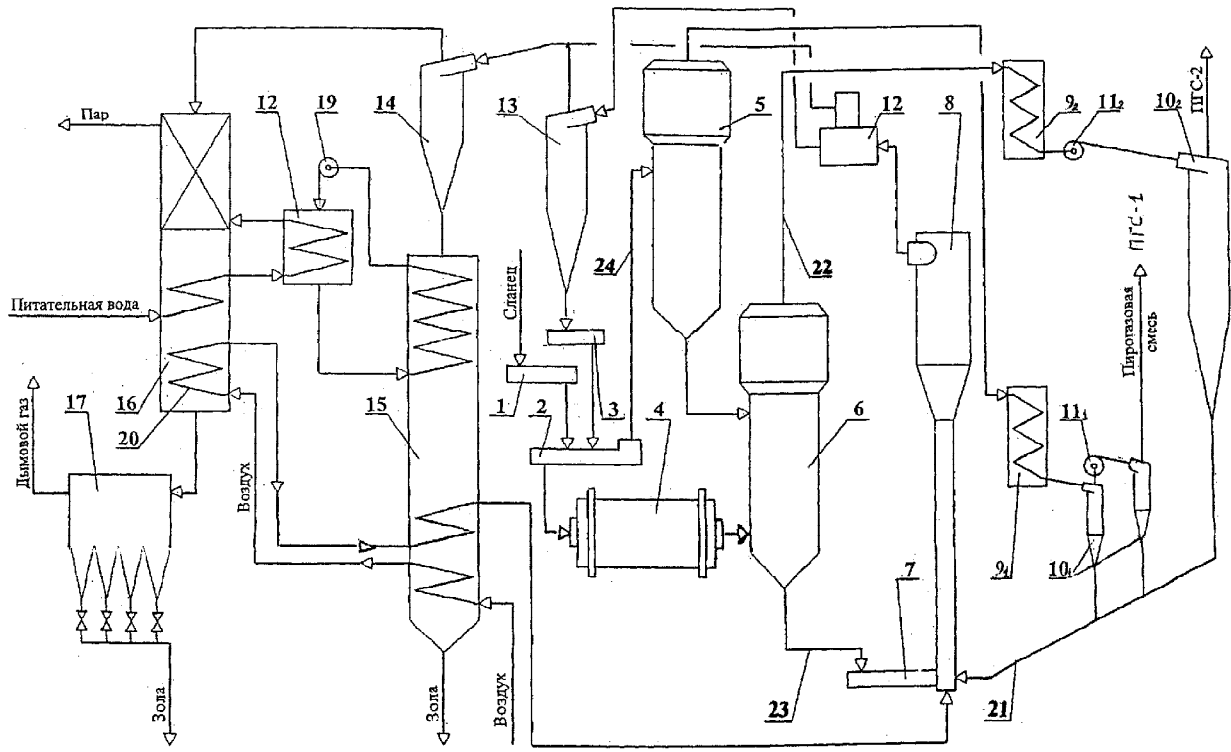 Пар
12
19
14
13
5
12
8
9₂
11₂
10₂
ПГС-2
24
22
ПГС-1
Питательная вода
Сланец
Пирогазовая
смесь
16
20
17
Дымовой газ
Воздух
15
1
2
3
4
6
11₁
9₁
10₁
7
Зола
Зола
Воздух
23
21